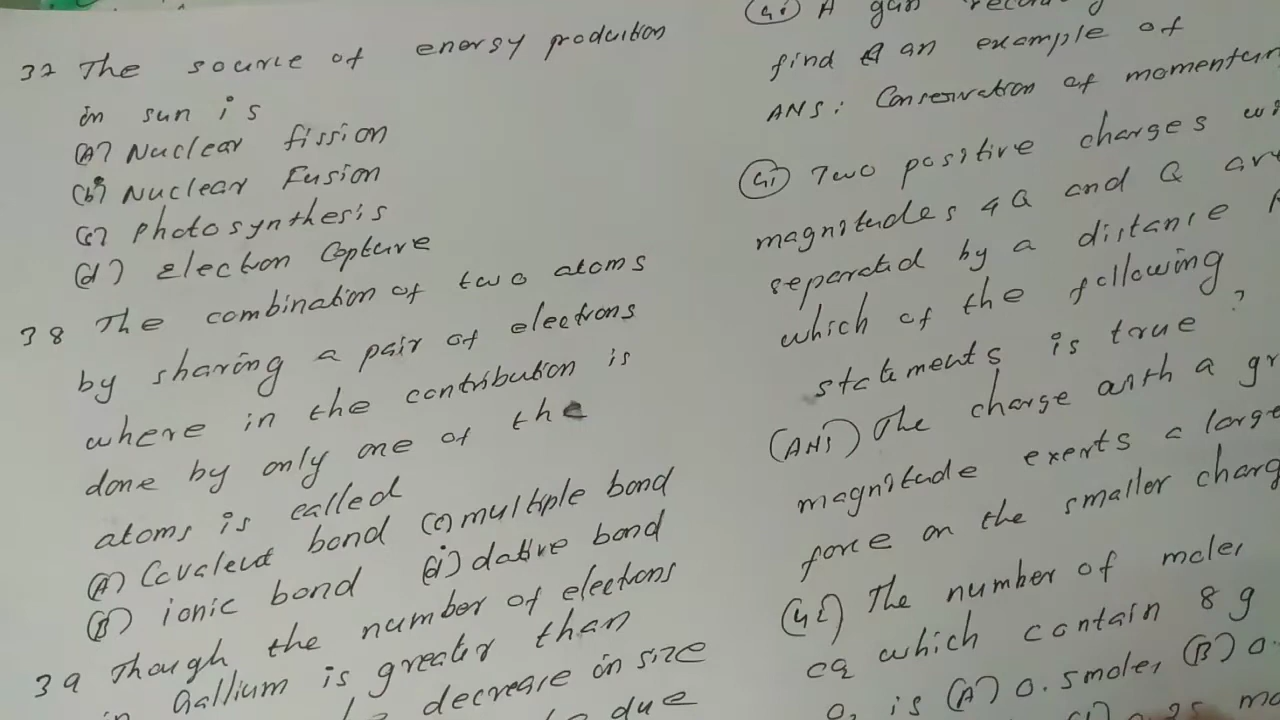 37 The source of energy production
in sun is
(A) Nuclear fission
(b) Nuclear Fusion
(c) Photosynthesis
(d) Electron Capture
38 The combination of two atoms
by sharing a pair of electrons
where in the contribution is
done by only one of the
atoms is called
(A) Covalent bond (c) multiple bond
(B) ionic bond (d) dative bond
39 Though the number of electrons
in Gallium is greater than
decrease in size
due
A gun
find an example of
ANS: Conservation of momentum
Two positive charges
magnitudes 4Q and Q are
separated by a distance
which of the following
statements is true ?
(ANS) The charge with a
magnitude exerts a large
force on the smaller charg
(42) The number of moles
which contain 8 g
is (A) 0.5 moles (B) 0.